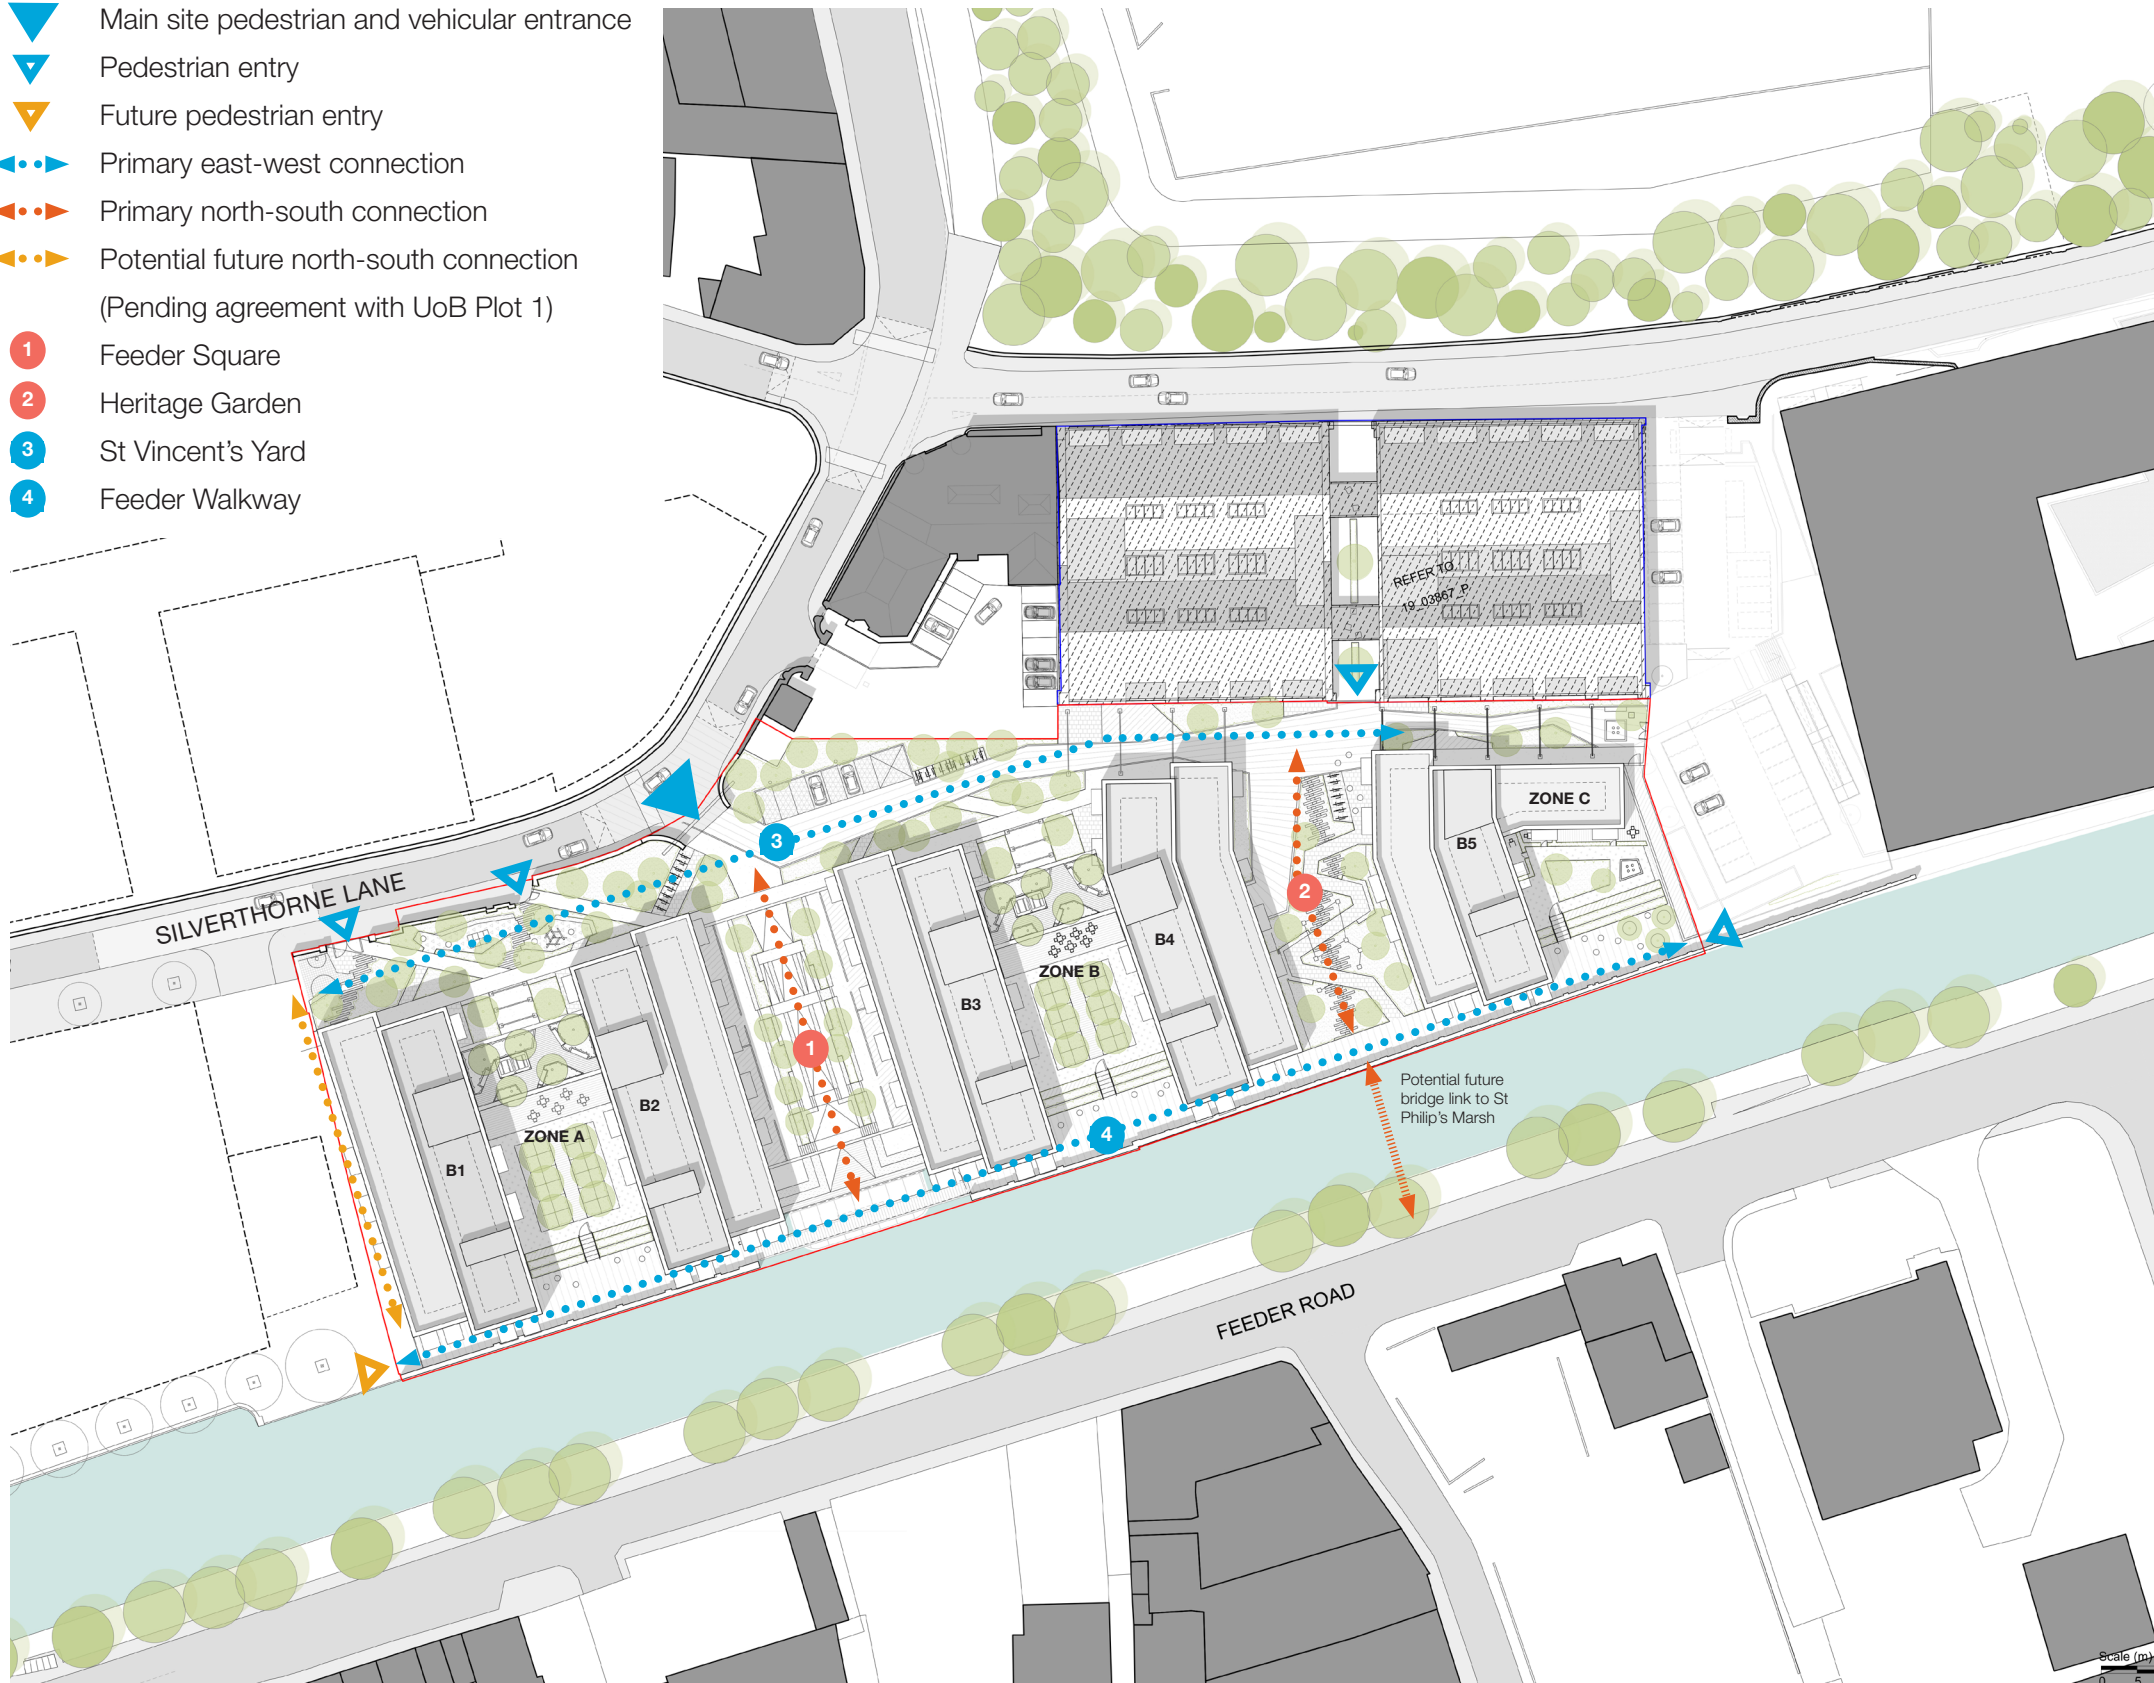 Main site pedestrian and vehicular entrance
Pedestrian entry
Future pedestrian entry
Primary east-west connection
Primary north-south connection
Potential future north-south connection
(Pending agreement with UoB Plot 1)
1 Feeder Square
2 Heritage Garden
3 St Vincent's Yard
4 Feeder Walkway
REFER TO
19_03867_P
SILVERTHORNE LANE
3
2
1
4
ZONE C
B5
B4
ZONE B
B3
B2
ZONE A
B1
Potential future
bridge link to St
Philip's Marsh
FEEDER ROAD
Scale (m)
0 5